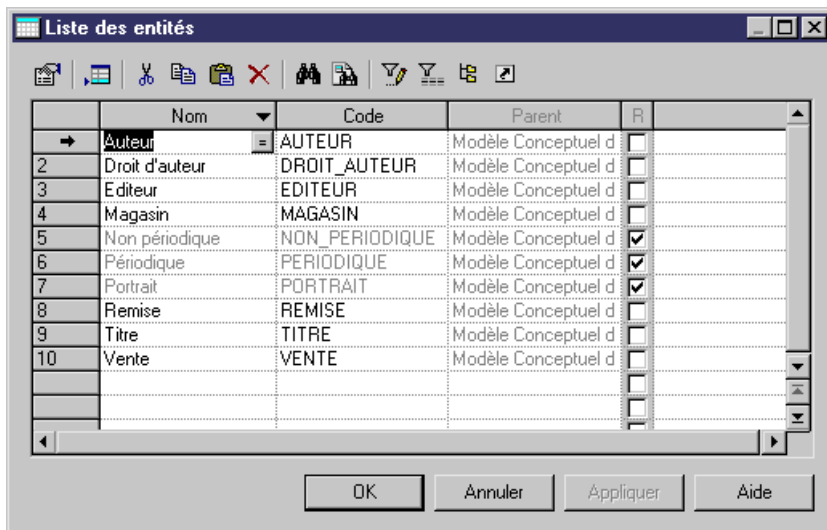 Liste des entités
Nom Code Parent R
Auteur = AUTEUR Modèle Conceptuel d
2 Droit d'auteur DROIT_AUTEUR Modèle Conceptuel d
3 Editeur EDITEUR Modèle Conceptuel d
4 Magasin MAGASIN Modèle Conceptuel d
5 Non périodique NON_PERIODIQUE Modèle Conceptuel d
6 Périodique PERIODIQUE Modèle Conceptuel d
7 Portrait PORTRAIT Modèle Conceptuel d
8 Remise REMISE Modèle Conceptuel d
9 Titre TITRE Modèle Conceptuel d
10 Vente VENTE Modèle Conceptuel d
OK Annuler Appliquer Aide